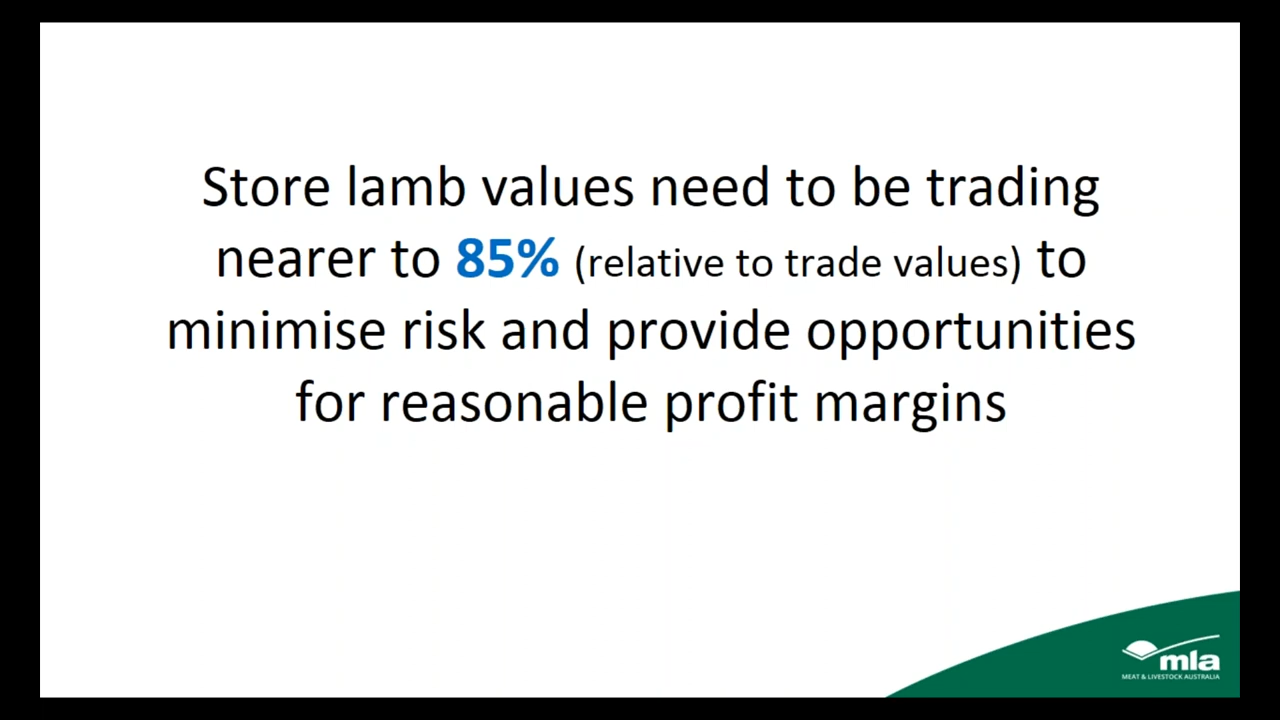 Store lamb values need to be trading
nearer to 85% (relative to trade values) to
minimise risk and provide opportunities
for reasonable profit margins
mla
MEAT & LIVESTOCK AUSTRALIA